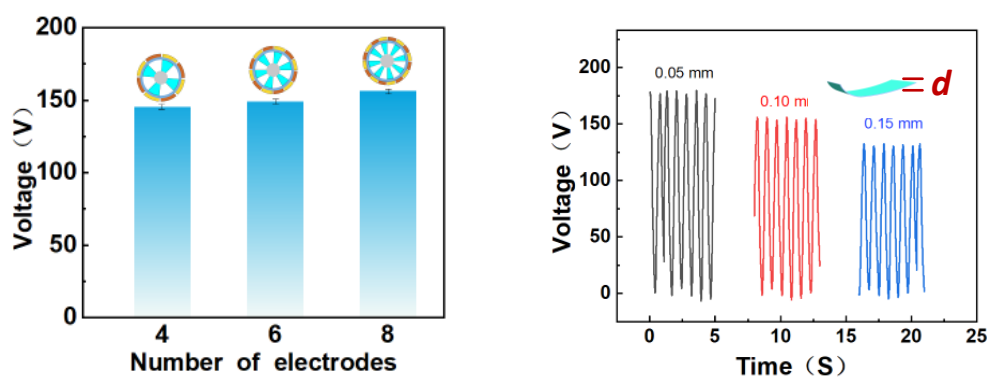 200
150
100
50
0
Voltage（V）
4 6 8
Number of electrodes
200
150
100
50
0
Voltage（V）
0.05 mm
0.10 m
0.15 mm
= d
0 5 10 15 20 25
Time（S）